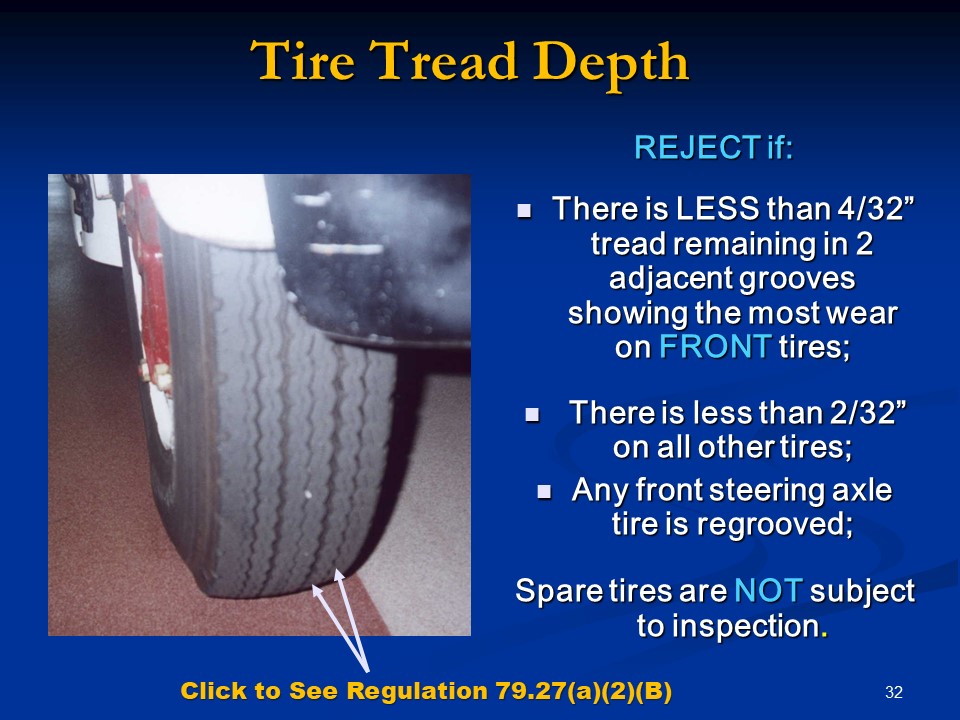 Tire Tread Depth
REJECT if:
There is LESS than 4/32”
tread remaining in 2
adjacent grooves
showing the most wear
on FRONT tires;
There is less than 2/32”
on all other tires;
Any front steering axle
tire is regrooved;
Spare tires are NOT subject
to inspection.
Click to See Regulation 79.27(a)(2)(B)
32